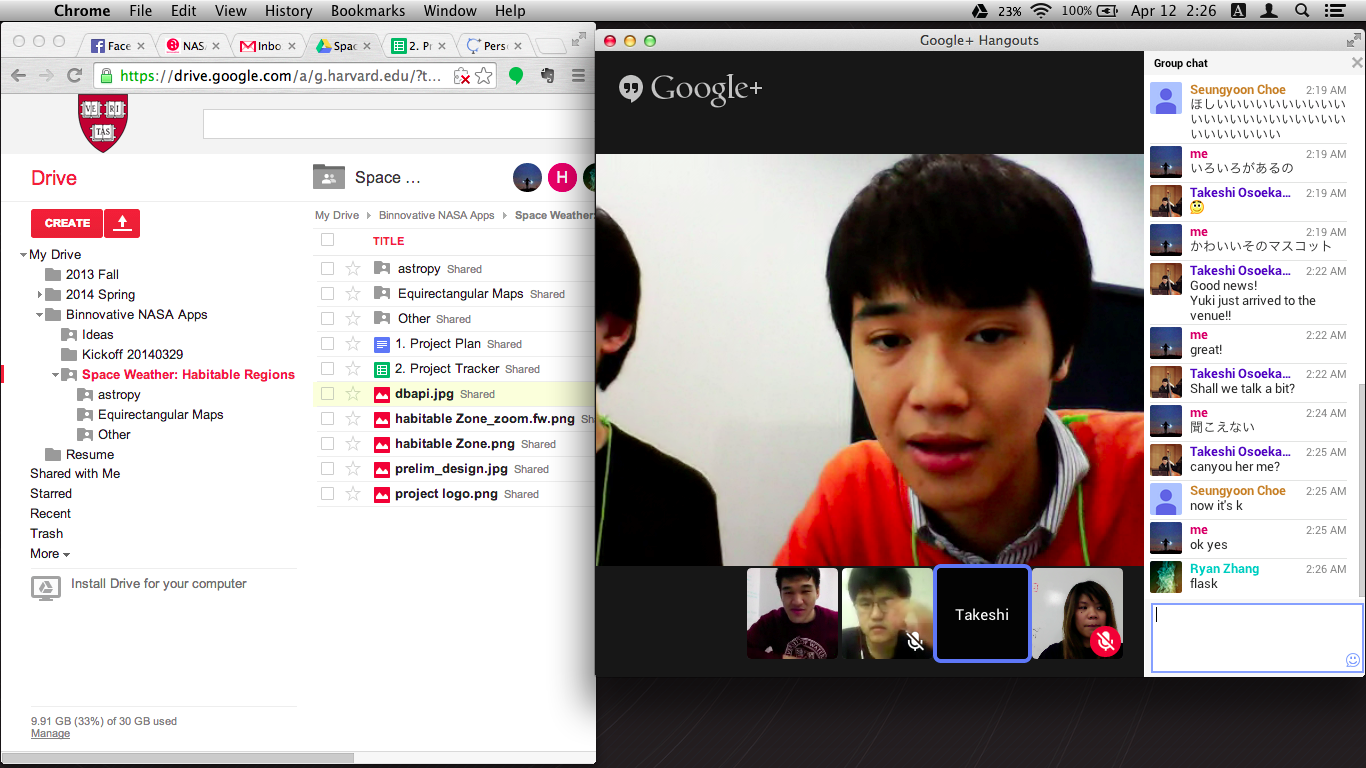 Chrome File Edit View History Bookmarks Window Help 23% 100% Apr 12 2:26 A
Face
NAS
Inbo
Spac
2. Pr
Pers
https://drive.google.com/a/g.harvard.edu/?t...
VE RI
TAS
Drive
Space ...
H
CREATE
My Drive
Binnovative NASA Apps
Space Weather:
TITLE
My Drive
2013 Fall
2014 Spring
Binnovative NASA Apps
Ideas
Kickoff 20140329
Space Weather: Habitable Regions
astropy
Equirectangular Maps
Other
Resume
Shared with Me
Starred
Recent
Trash
More
Install Drive for your computer
9.91 GB (33%) of 30 GB used
Manage
astropy Shared
Equirectangular Maps Shared
Other Shared
1. Project Plan Shared
2. Project Tracker Shared
dbapi.jpg Shared
habitable Zone_zoom.fw.png Sh
habitable Zone.png Shared
prelim_design.jpg Shared
project logo.png Shared
Google+ Hangouts
Google+
Takeshi
Group chat
Seungyoon Choe 2:19 AM
ほしいいいいいいいいいい
いいいいいいいいいいいい
いいいいいいい
me 2:19 AM
いろいろがあるの
Takeshi Osoeka... 2:19 AM
me 2:19 AM
かわいいそのマスコット
Takeshi Osoeka... 2:22 AM
Good news!
Yuki just arrived to the
venue!!
me 2:22 AM
great!
Takeshi Osoeka... 2:22 AM
Shall we talk a bit?
me 2:24 AM
聞こえない
Takeshi Osoeka... 2:25 AM
canyou her me?
Seungyoon Choe 2:25 AM
now it's k
me 2:25 AM
ok yes
Ryan Zhang 2:26 AM
flask